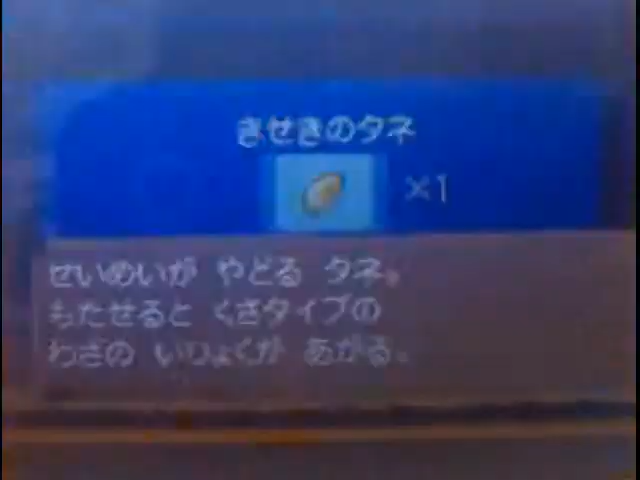 きせきのタネ
×1
せいめいが やどる タネ。
もたせると くさタイプの
わざの いりょくが あがる。